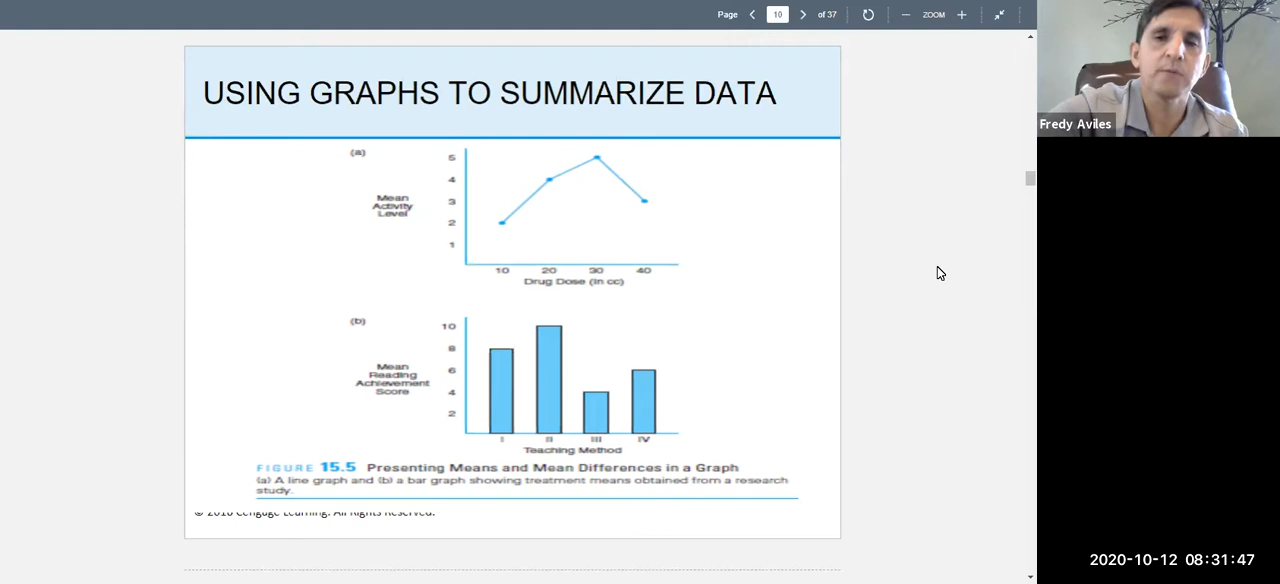 Page 10 of 37 ZOOM
USING GRAPHS TO SUMMARIZE DATA
(a)
5
4
3
2
1
Mean
Activity
Level
10 20 30 40
Drug Dose (In cc)
(b)
10
8
6
4
2
Mean
Reading
Achievement
Score
I II III IV
Teaching Method
FIGURE 15.5 Presenting Means and Mean Differences in a Graph
(a) A line graph and (b) a bar graph showing treatment means obtained from a research
study.
Cengage Learning. All Rights Reserved.
Fredy Aviles
2020-10-12 08:31:47